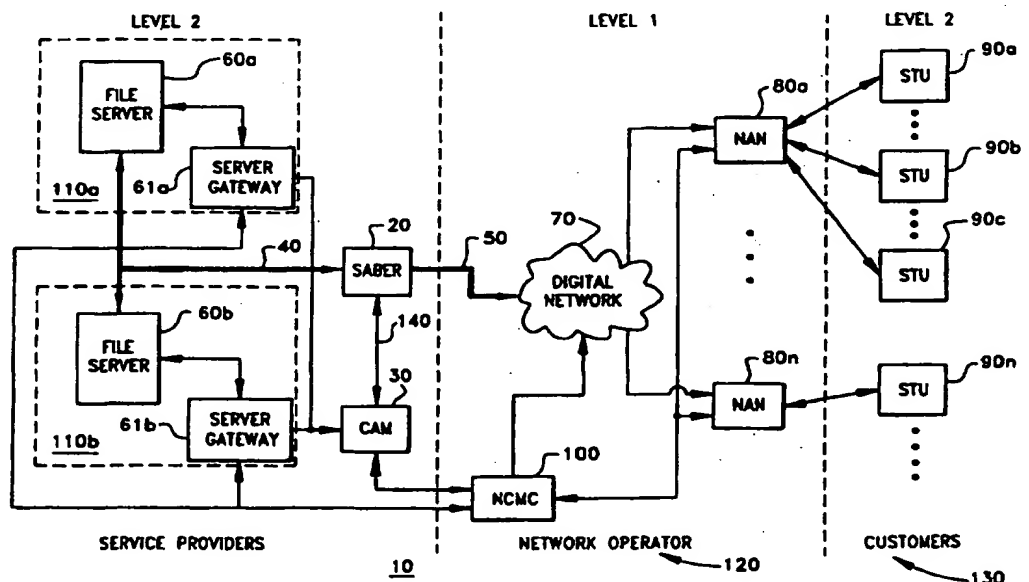 LEVEL 2
LEVEL 1
LEVEL 2
60a
FILE
SERVER
SERVER
GATEWAY
61a
110a
20
SABER
40
50
140
60b
FILE
SERVER
SERVER
GATEWAY
61b
110b
30
CAM
70
DIGITAL
NETWORK
80a
NAN
80n
NAN
100
NCMC
90a
STU
90b
STU
90c
STU
90n
STU
SERVICE PROVIDERS
10
NETWORK OPERATOR
120
CUSTOMERS
130